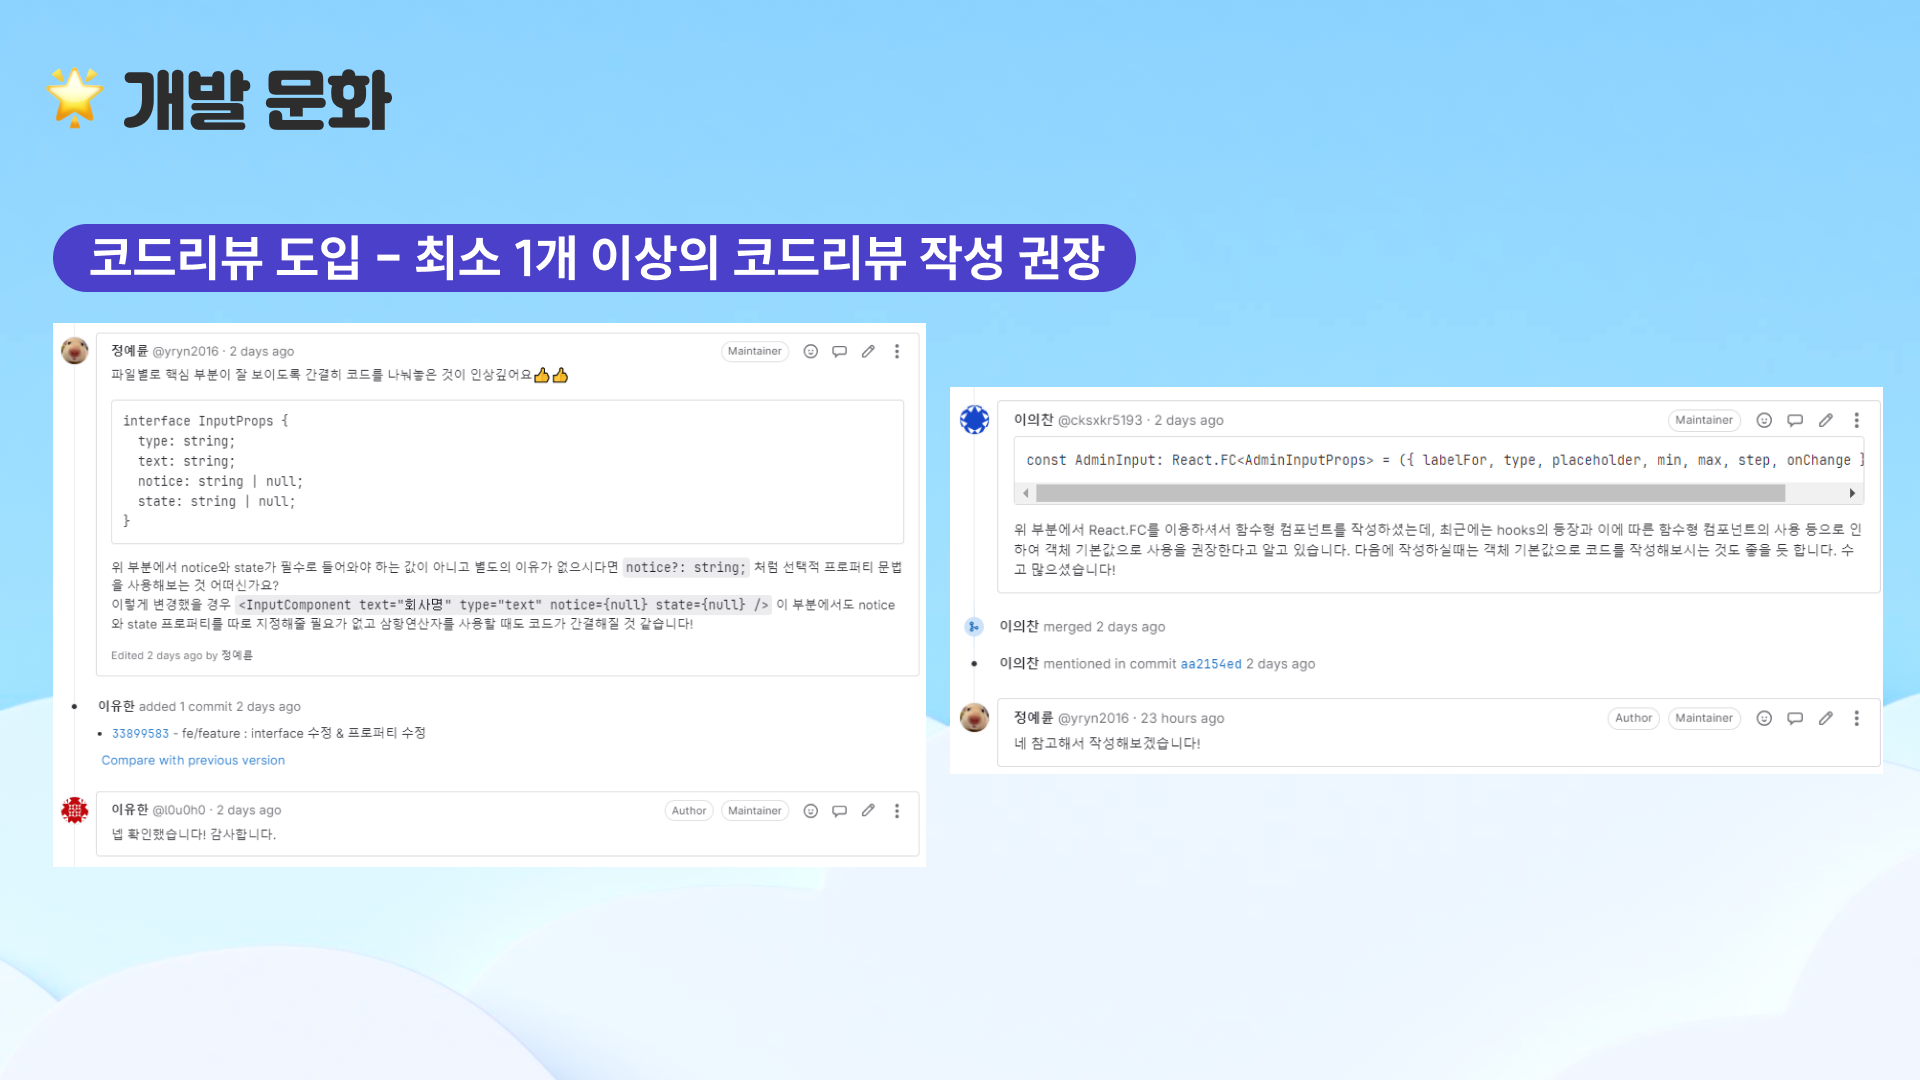 🌟 개발 문화
코드리뷰 도입 - 최소 1개 이상의 코드리뷰 작성 권장
정예륜 @yryn2016 · 2 days ago
Maintainer
파일별로 핵심 부분이 잘 보이도록 간결히 코드를 나눠놓은 것이 인상깊어요👍👍
interface InputProps {
type: string;
text: string;
notice: string | null;
state: string | null;
}
위 부분에서 notice와 state가 필수로 들어와야 하는 값이 아니고 별도의 이유가 없으시다면 notice?: string; 처럼 선택적 프로퍼티 문법
을 사용해보는 것 어떠신가요?
이렇게 변경했을 경우 <InputComponent text="회사명" type="text" notice={null} state={null} /> 이 부분에서도 notice
와 state 프로퍼티를 따로 지정해줄 필요가 없고 삼항연산자를 사용할 때도 코드가 간결해질 것 같습니다!
Edited 2 days ago by 정예륜
이유한 added 1 commit 2 days ago
33899583 - fe/feature : interface 수정 & 프로퍼티 수정
Compare with previous version
이유한 @l0u0h0 · 2 days ago
Author Maintainer
넵 확인했습니다! 감사합니다.
이의찬 @cksxkr5193 · 2 days ago
Maintainer
const AdminInput: React.FC<AdminInputProps> = ({ labelFor, type, placeholder, min, max, step, onChange }
위 부분에서 React.FC를 이용하셔서 함수형 컴포넌트를 작성하셨는데, 최근에는 hooks의 등장과 이에 따른 함수형 컴포넌트의 사용 등으로 인
하여 객체 기본값으로 사용을 권장한다고 알고 있습니다. 다음에 작성하실때는 객체 기본값으로 코드를 작성해보시는 것도 좋을 듯 합니다. 수
고 많으셨습니다!
이의찬 merged 2 days ago
이의찬 mentioned in commit aa2154ed 2 days ago
정예륜 @yryn2016 · 23 hours ago
Author Maintainer
네 참고해서 작성해보겠습니다!